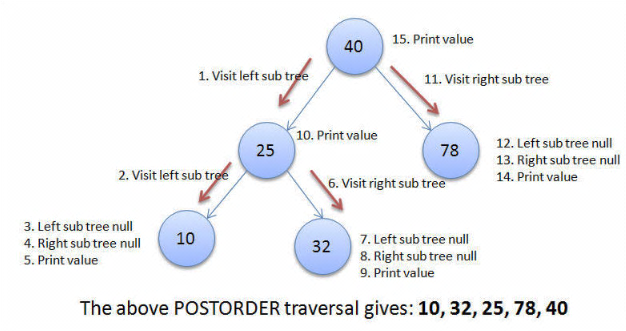 40
15. Print value
1. Visit left sub tree
11. Visit right sub tree
10. Print value
25
78
12. Left sub tree null
13. Right sub tree null
14. Print value
2. Visit left sub tree
6. Visit right sub tree
3. Left sub tree null
4. Right sub tree null
5. Print value
10
32
7. Left sub tree null
8. Right sub tree null
9. Print value
The above POSTORDER traversal gives: 10, 32, 25, 78, 40